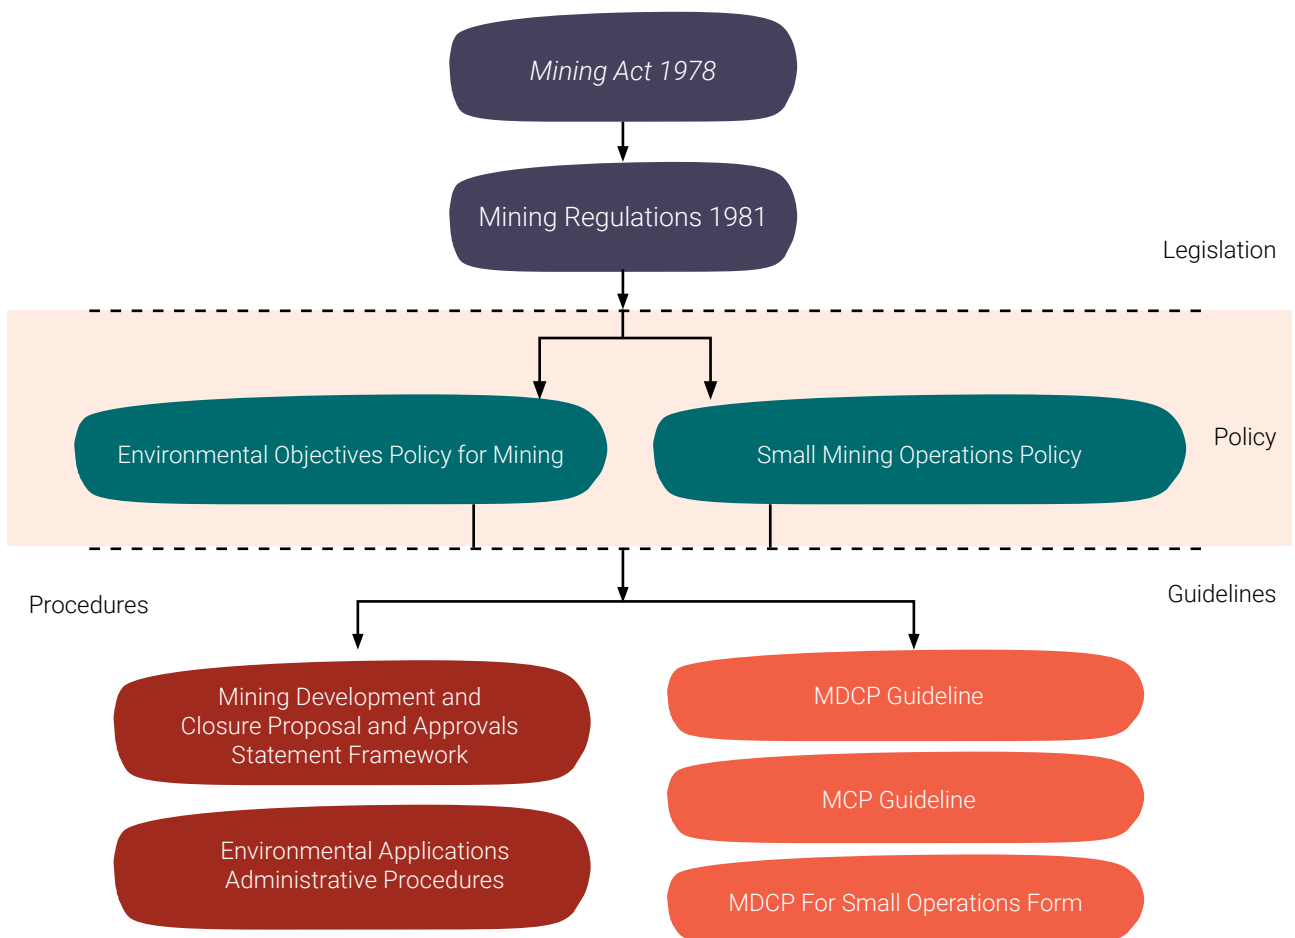 Mining Act 1978
Mining Regulations 1981
Legislation
Environmental Objectives Policy for Mining
Small Mining Operations Policy
Policy
Procedures
Guidelines
Mining Development and
Closure Proposal and Approvals
Statement Framework
Environmental Applications
Administrative Procedures
MDCP Guideline
MCP Guideline
MDCP For Small Operations Form